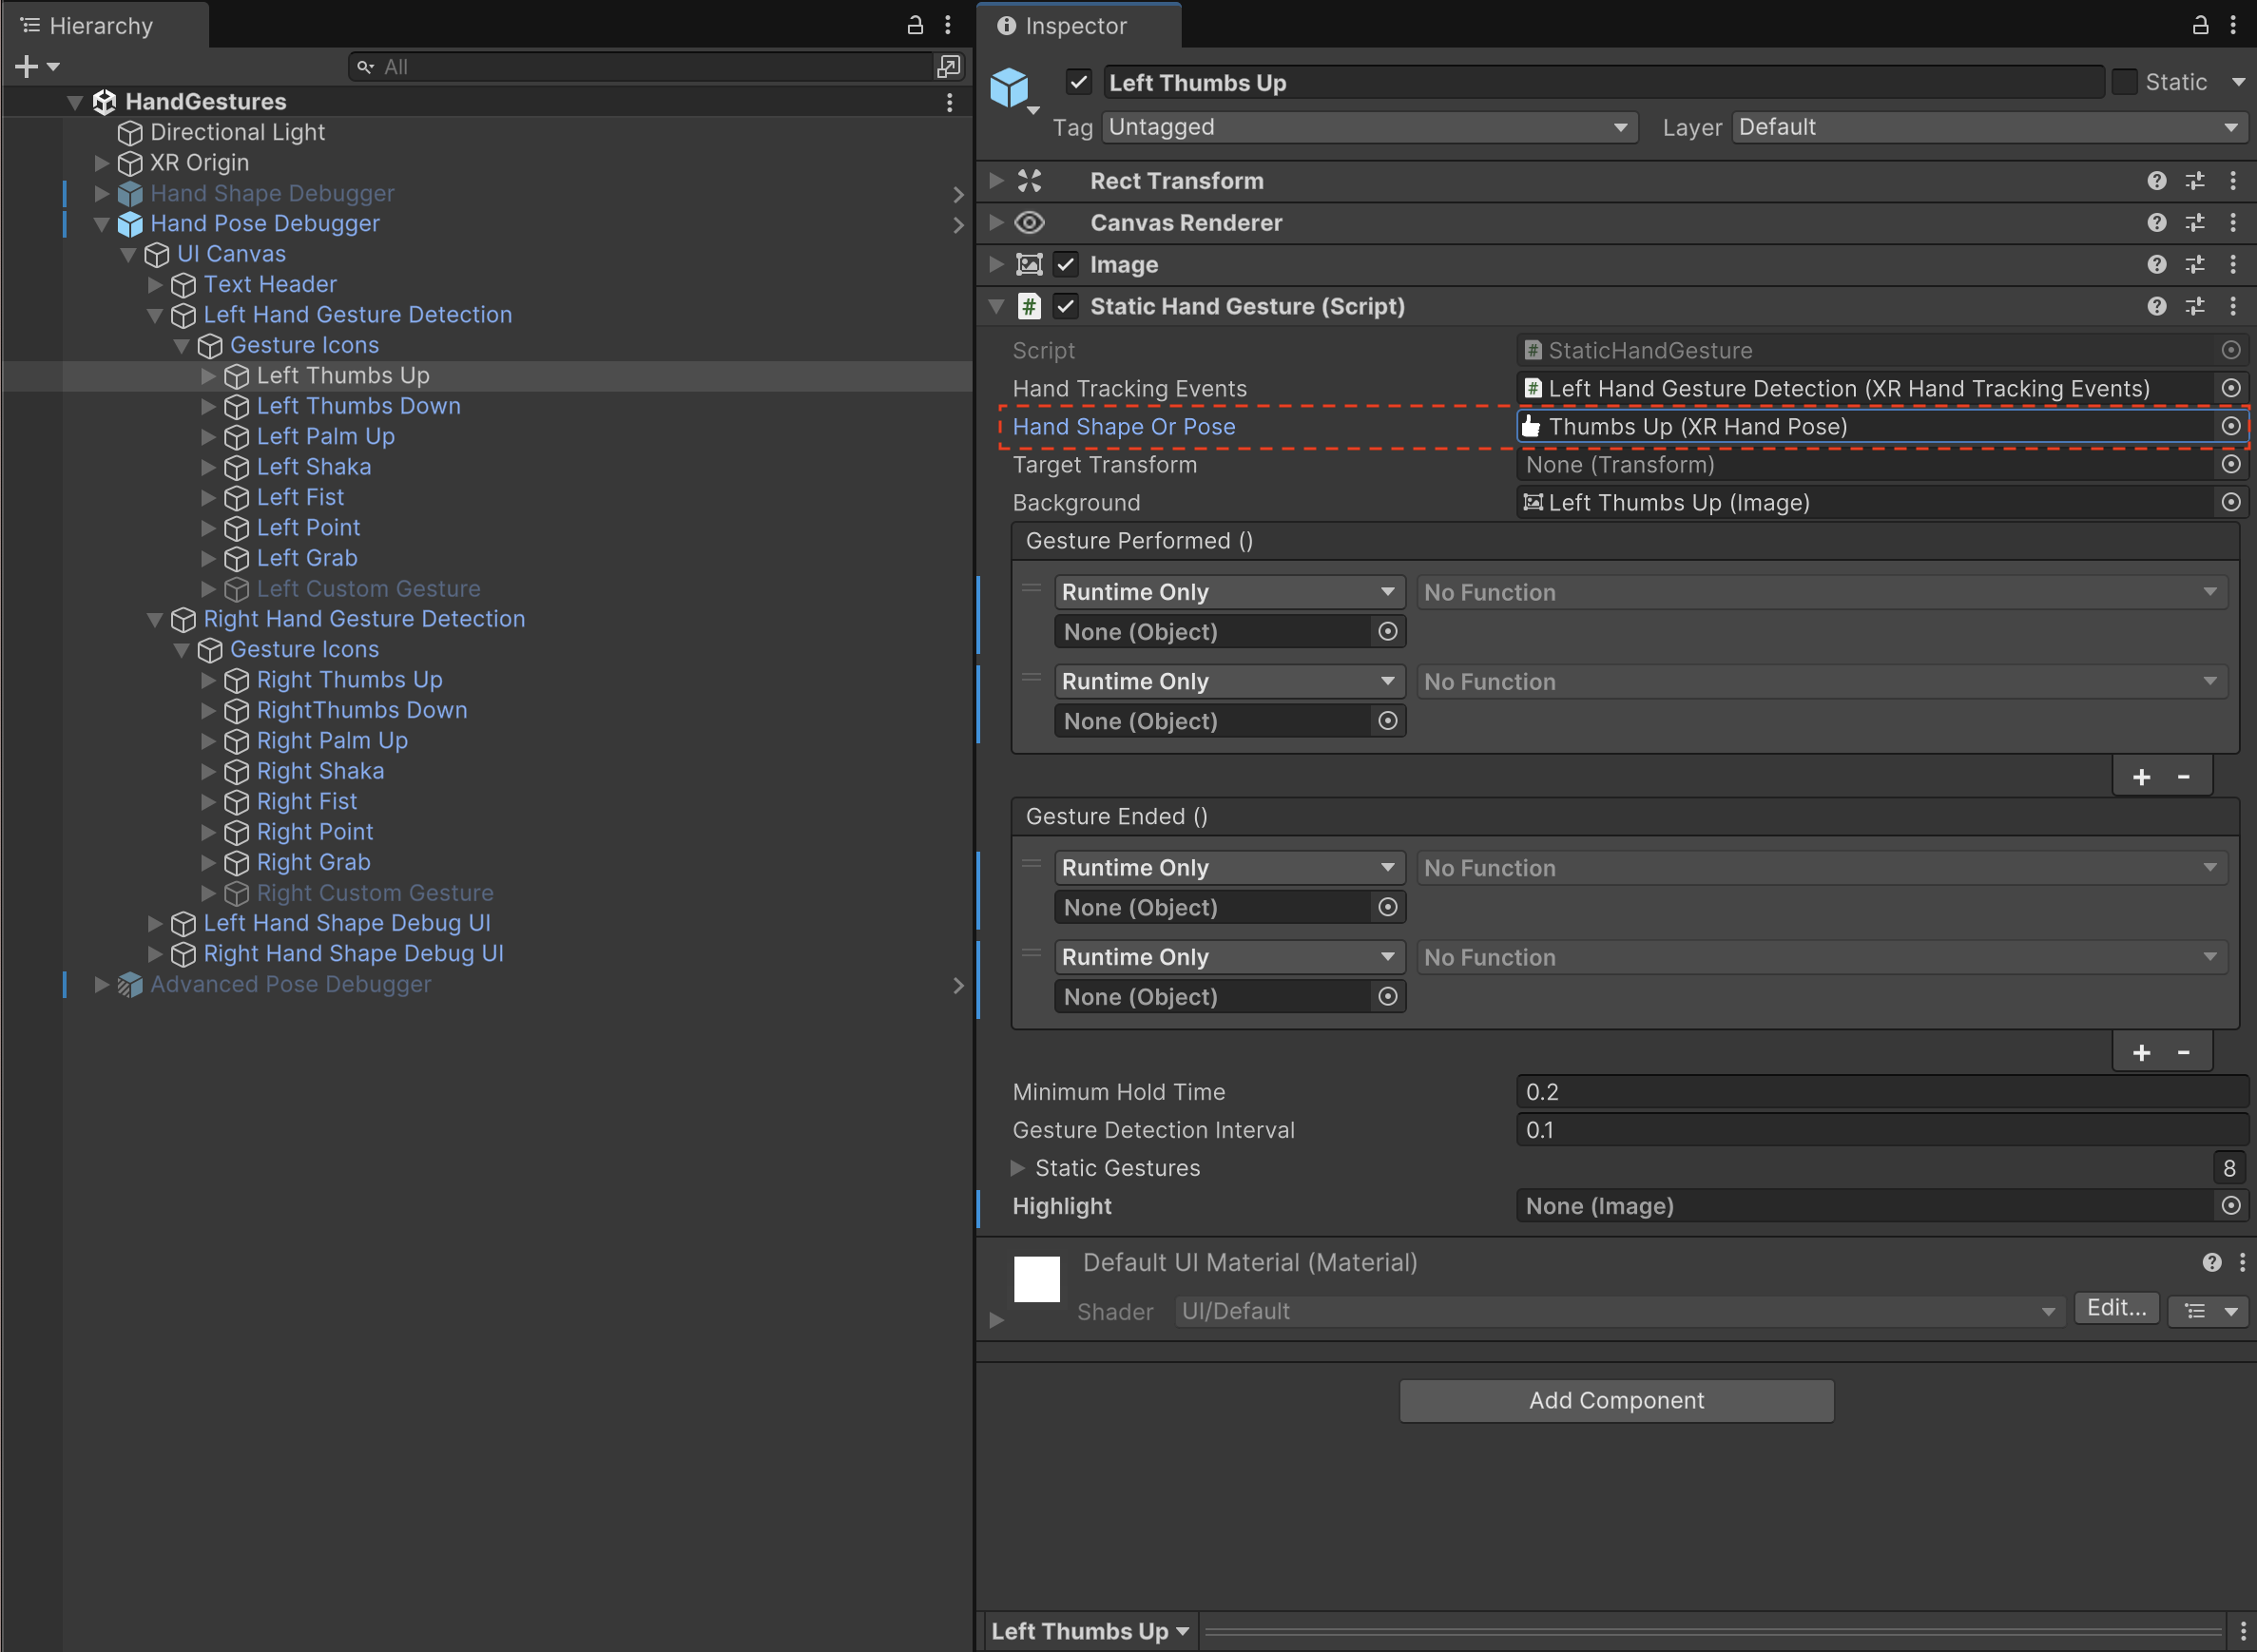 Hierarchy
All
HandGestures
Directional Light
XR Origin
Hand Shape Debugger
Hand Pose Debugger
UI Canvas
Text Header
Left Hand Gesture Detection
Gesture Icons
Left Thumbs Up
Left Thumbs Down
Left Palm Up
Left Shaka
Left Fist
Left Point
Left Grab
Left Custom Gesture
Right Hand Gesture Detection
Gesture Icons
Right Thumbs Up
RightThumbs Down
Right Palm Up
Right Shaka
Right Fist
Right Point
Right Grab
Right Custom Gesture
Left Hand Shape Debug UI
Right Hand Shape Debug UI
Advanced Pose Debugger
Inspector
Left Thumbs Up Static
Tag Untagged Layer Default
Rect Transform
Canvas Renderer
Image
# Static Hand Gesture (Script)
Script # StaticHandGesture
Hand Tracking Events # Left Hand Gesture Detection (XR Hand Tracking Events)
Hand Shape Or Pose Thumbs Up (XR Hand Pose)
Target Transform None (Transform)
Background Left Thumbs Up (Image)
Gesture Performed ()
Runtime Only No Function
None (Object)
Runtime Only No Function
None (Object)
+ -
Gesture Ended ()
Runtime Only No Function
None (Object)
Runtime Only No Function
None (Object)
+ -
Minimum Hold Time 0.2
Gesture Detection Interval 0.1
Static Gestures 8
Highlight None (Image)
Default UI Material (Material)
Shader UI/Default Edit...
Add Component
Left Thumbs Up